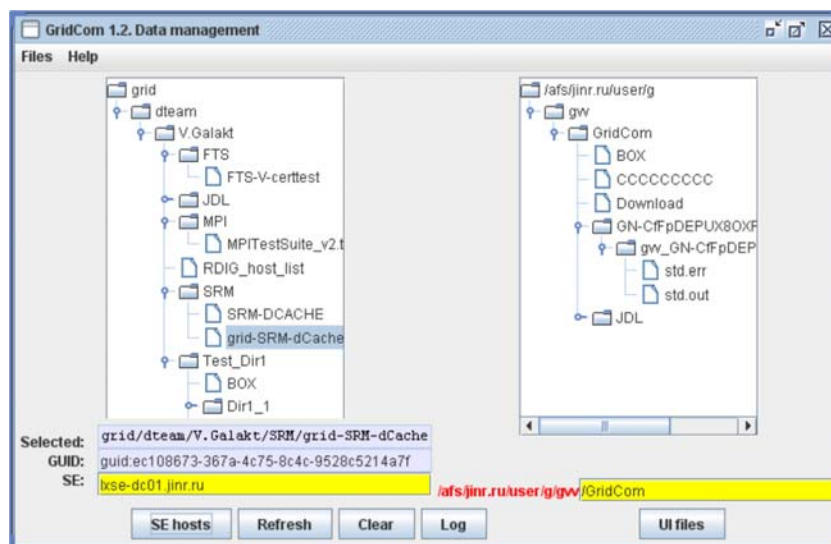 GridCom 1.2. Data management
Files Help
grid
dteam
V.Galakt
FTS
FTS-V-certtest
JDL
MPI
MPITestSuite_v2.t
RDIG_host_list
SRM
SRM-DCACHE
grid-SRM-dCache
Test_Dir1
BOX
Dir1_1
/afs/jinr.ru/user/g
gvv
GridCom
BOX
CCCCCCCCC
Download
GN-CfFpDEPUX8OXF
gvv_GN-CfFpDEP
std.err
std.out
JDL
Selected: grid/dteam/V.Galakt/SRM/grid-SRM-dCache
GUID: guid:ec108673-367a-4c75-8c4c-9528c5214a7f
SE: lxse-dc01.jinr.ru
/afs/jinr.ru/user/g/gvv/GridCom
SE hosts Refresh Clear Log UI files